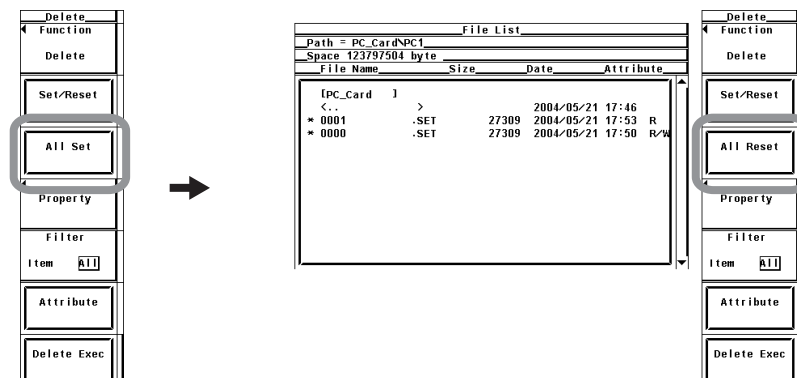 Delete
Function
Delete
Set/Reset
All Set
Property
Filter
Item All
Attribute
Delete Exec
File List
Path = PC_Card\PC1
Space 123797504 byte
File Name Size Date Attribute
[PC_Card ]
<.. > 2004/05/21 17:46
* 0001 .SET 27309 2004/05/21 17:53 R
* 0000 .SET 27309 2004/05/21 17:50 R/W
Delete
Function
Delete
Set/Reset
All Reset
Property
Filter
Item All
Attribute
Delete Exec